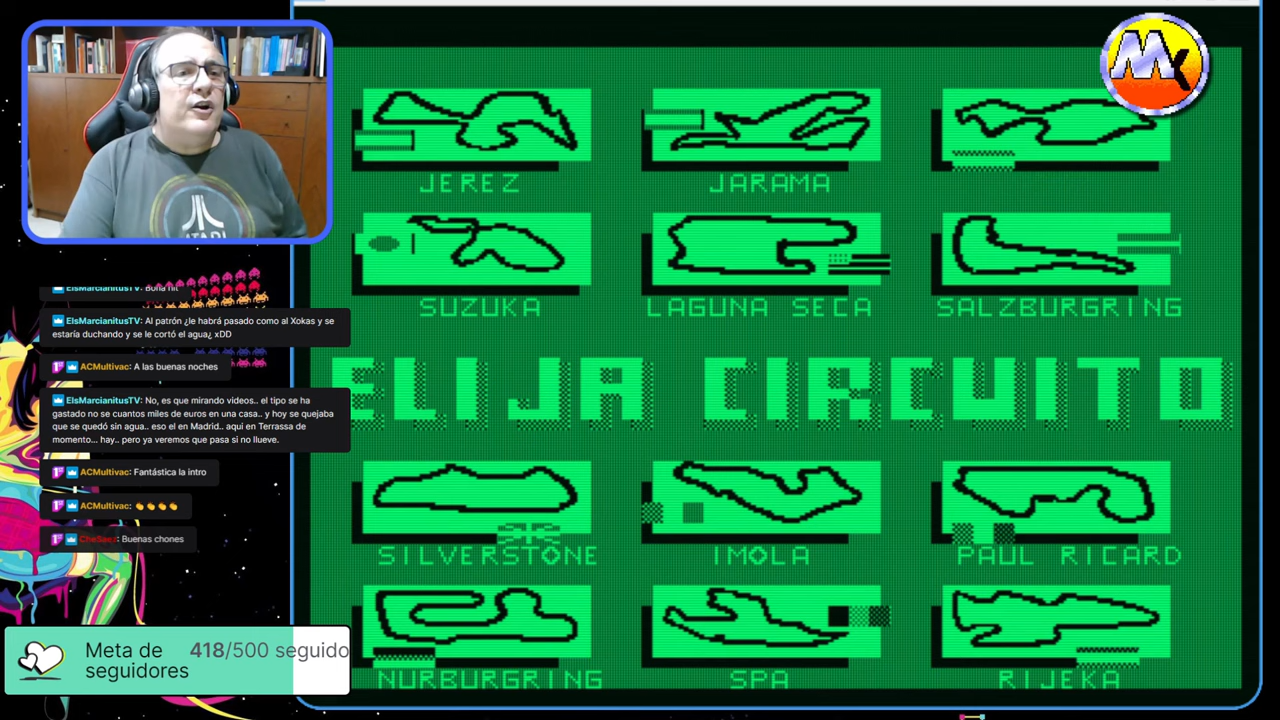 MK
JEREZ
JARAMA
SUZUKA
LAGUNA SECA
SALZBURGRING
ELIJA CIRCUITO
SILVERSTONE
IMOLA
PAUL RICARD
NURBURGRING
SPA
RIJEKA
ATARI
ElsMarcianitusTV: Bona nit
ElsMarcianitusTV: Al patrón ¿le habrá pasado como al Xokas y se
estaría duchando y se le cortó el agua¿ xDD
ACMultivac: A las buenas noches
ElsMarcianitusTV: No, es que mirando videos.. el tipo se ha
gastado no se cuantos miles de euros en una casa.. y hoy se quejaba
que se quedó sin agua.. eso el en Madrid.. aqui en Terrassa de
momento... hay.. pero ya veremos que pasa si no llueve.
ACMultivac: Fantástica la intro
ACMultivac: 👏👏👏👏
Buenas chones
Meta de
seguidores
418/500 seguido